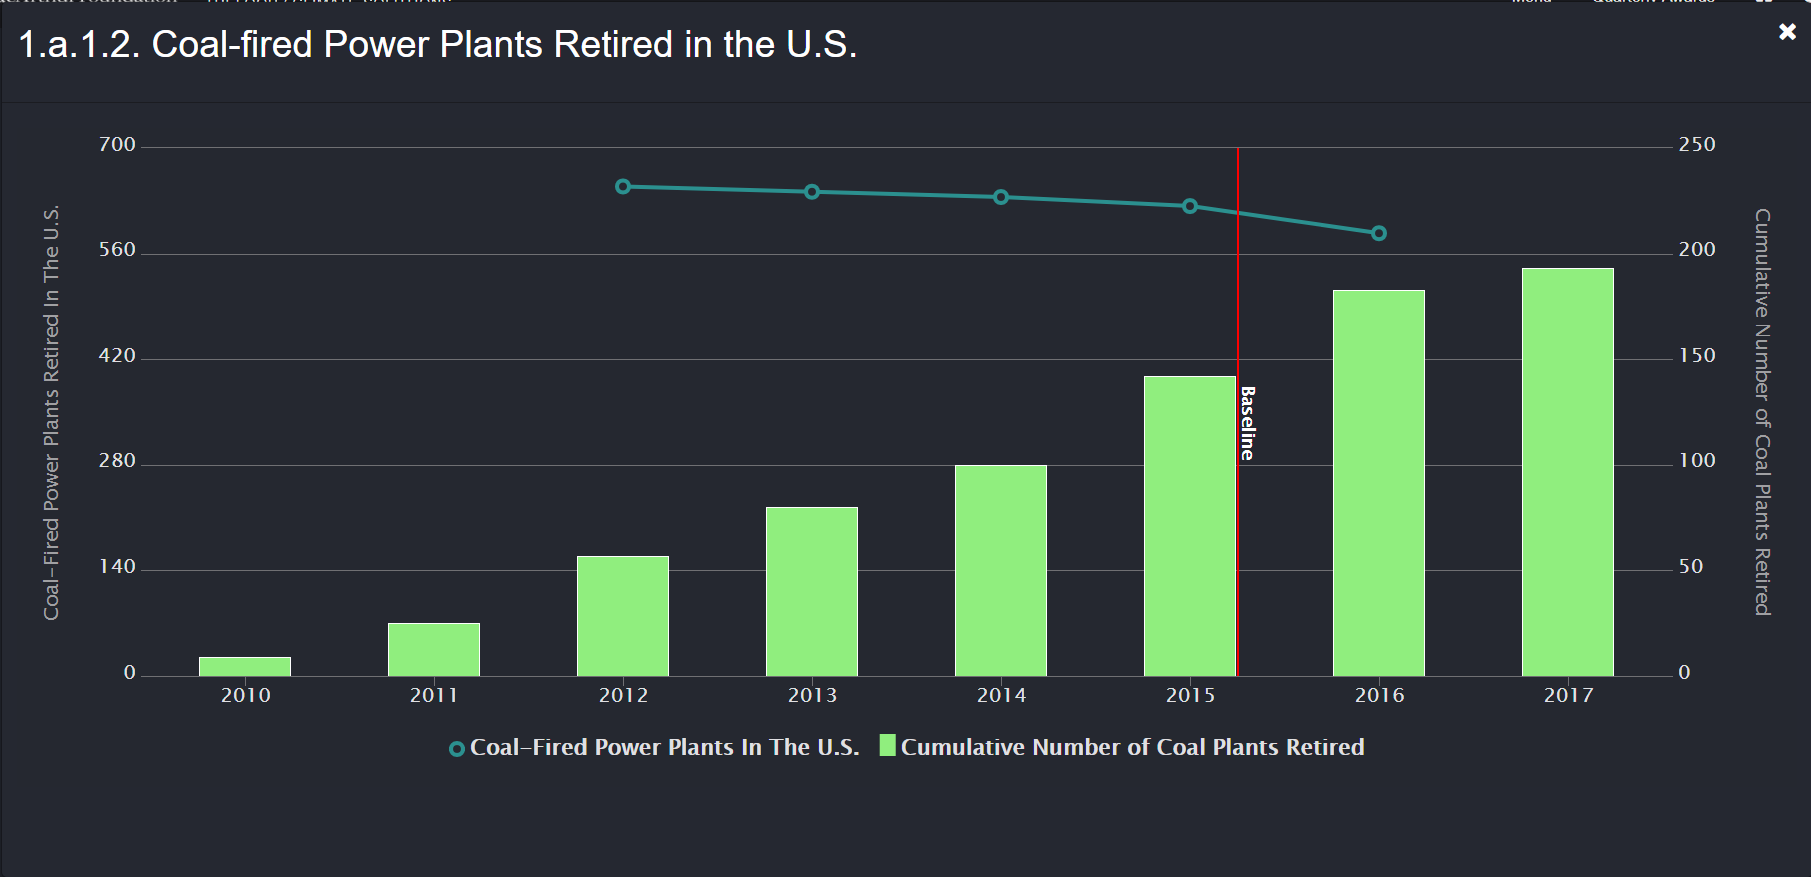 1.a.1.2. Coal-fired Power Plants Retired in the U.S.
✖
Coal-Fired Power Plants Retired In The U.S.
700
560
420
280
140
0
250
200
150
100
50
0
Cumulative Number of Coal Plants Retired
Baseline
2010 2011 2012 2013 2014 2015 2016 2017
Coal-Fired Power Plants In The U.S. Cumulative Number of Coal Plants Retired